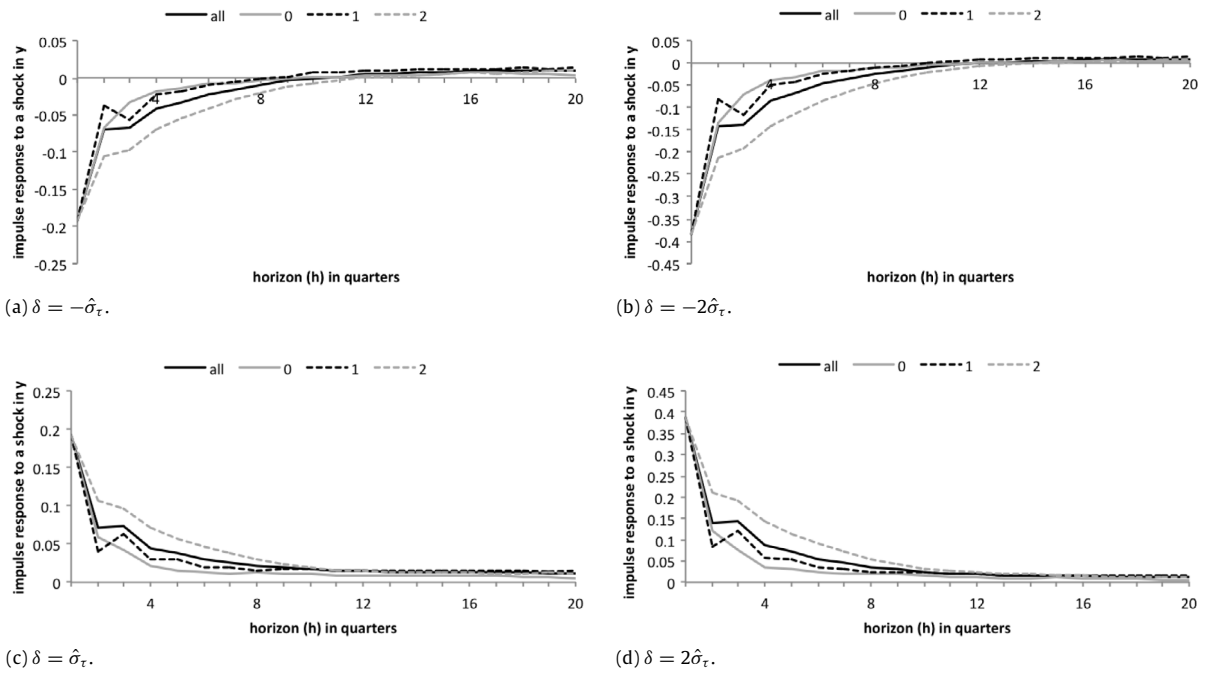 all 0 1 2
all 0 1 2
impulse response to a shock in y
0.05
0
-0.05
-0.1
-0.15
-0.2
-0.25
4 8 12 16 20
horizon (h) in quarters
(a) δ = −σ̂τ.
impulse response to a shock in y
0.05
0
-0.05
-0.1
-0.15
-0.2
-0.25
-0.3
-0.35
-0.4
-0.45
4 8 12 16 20
horizon (h) in quarters
(b) δ = −2σ̂τ.
all 0 1 2
all 0 1 2
impulse response to a shock in y
0.25
0.2
0.15
0.1
0.05
0
4 8 12 16 20
horizon (h) in quarters
(c) δ = σ̂τ.
impulse response to a shock in y
0.45
0.4
0.35
0.3
0.25
0.2
0.15
0.1
0.05
0
4 8 12 16 20
horizon (h) in quarters
(d) δ = 2σ̂τ.